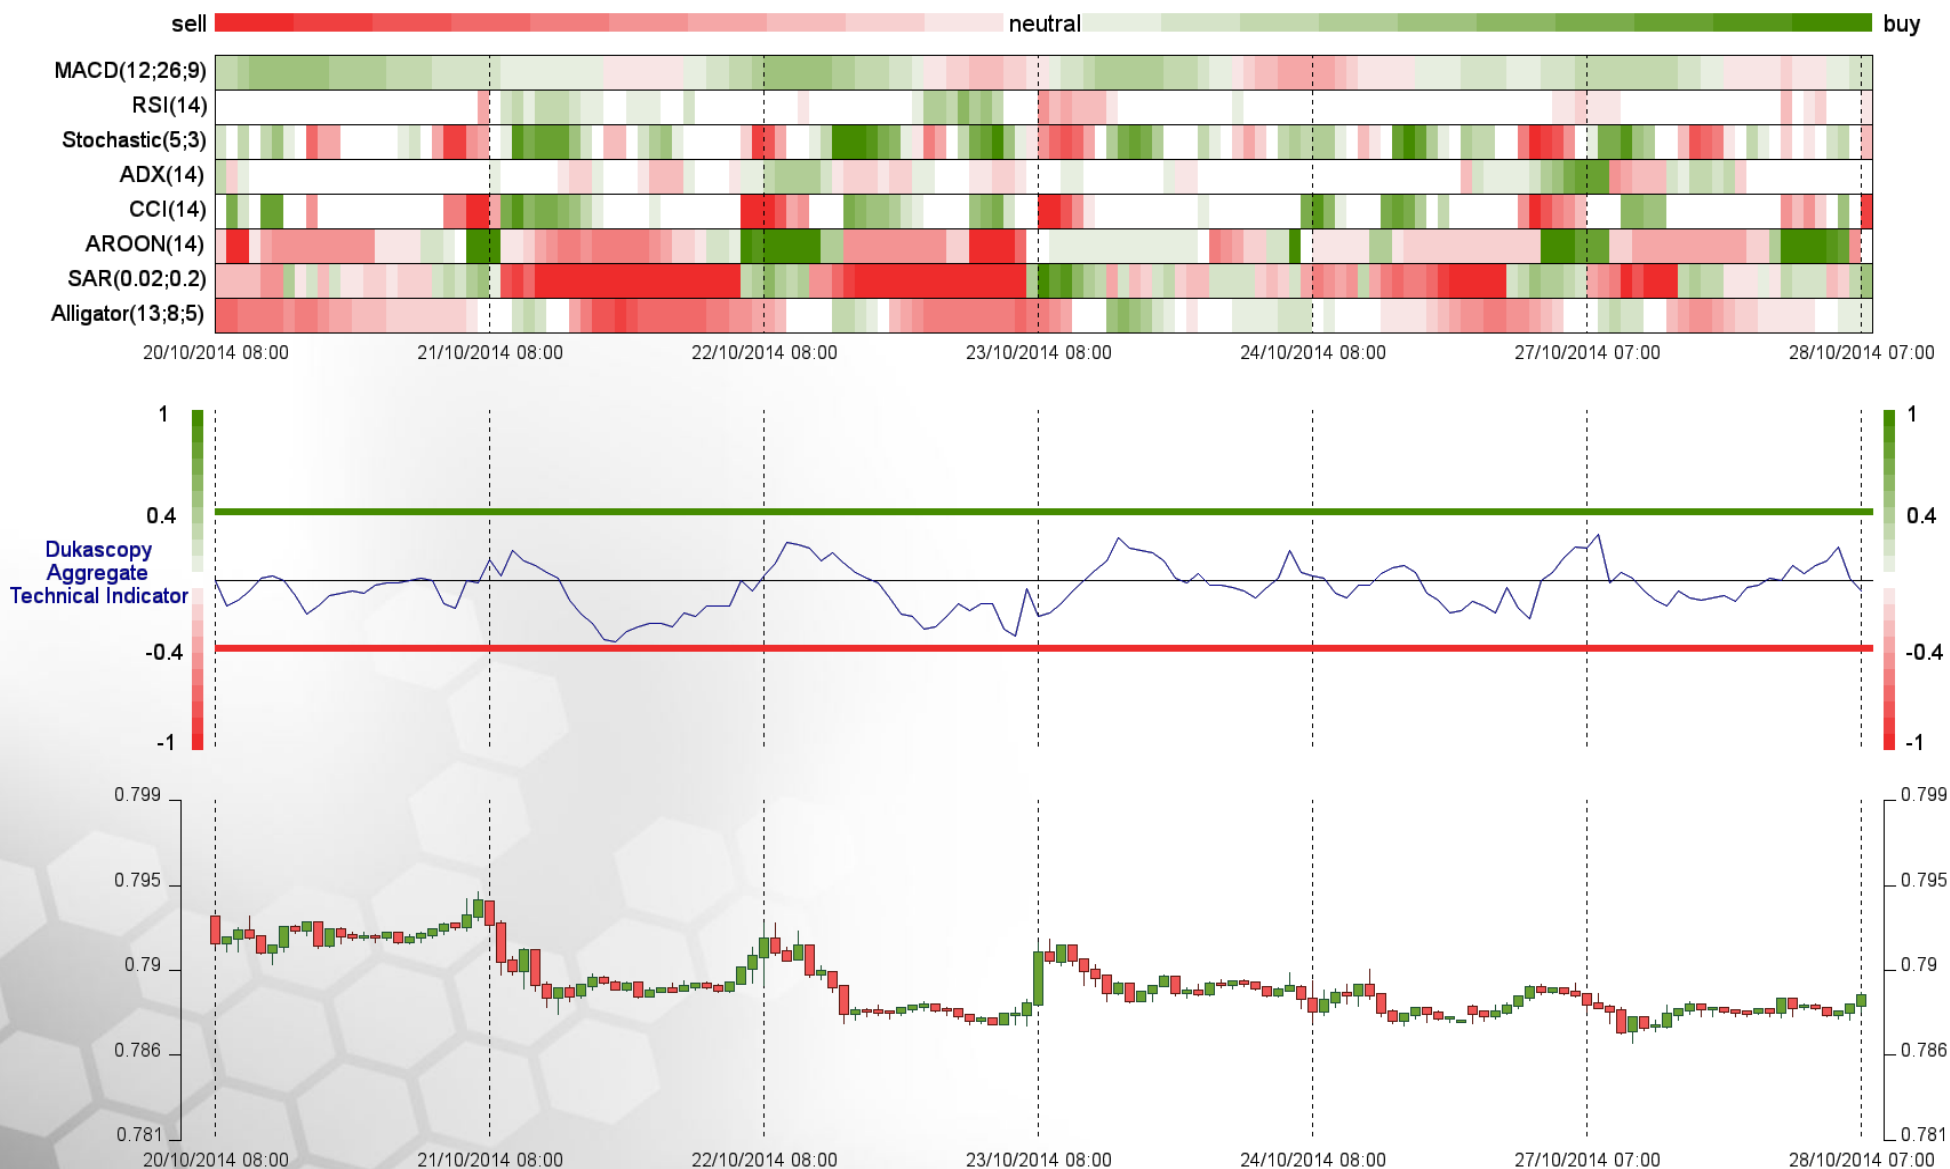 sell neutral buy
MACD(12;26;9)
RSI(14)
Stochastic(5;3)
ADX(14)
CCI(14)
AROON(14)
SAR(0.02;0.2)
Alligator(13;8;5)
20/10/2014 08:00 21/10/2014 08:00 22/10/2014 08:00 23/10/2014 08:00 24/10/2014 08:00 27/10/2014 07:00 28/10/2014 07:00
1 1
0.4 0.4
Dukascopy
Aggregate
Technical Indicator
-0.4 -0.4
-1 -1
0.799 0.799
0.795 0.795
0.79 0.79
0.786 0.786
0.781 0.781
20/10/2014 08:00 21/10/2014 08:00 22/10/2014 08:00 23/10/2014 08:00 24/10/2014 08:00 27/10/2014 07:00 28/10/2014 07:00